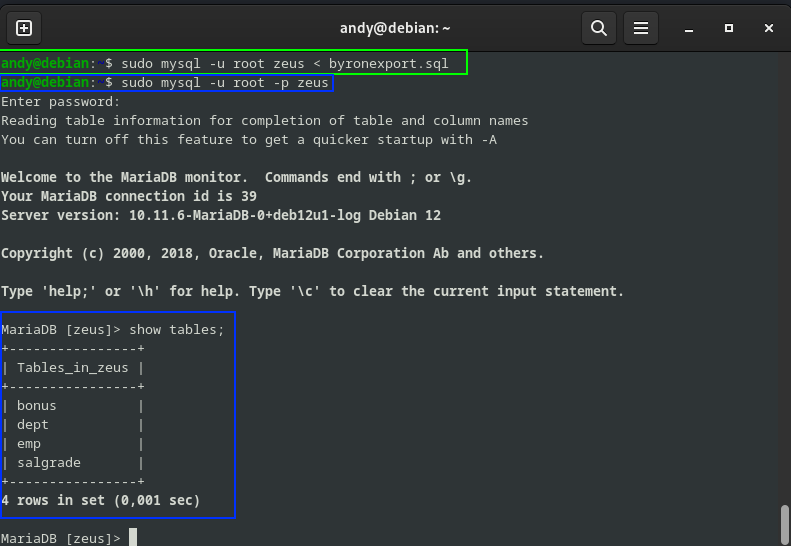 andy@debian: ~
andy@debian:~$ sudo mysql -u root zeus < byronexport.sql
andy@debian:~$ sudo mysql -u root -p zeus
Enter password:
Reading table information for completion of table and column names
You can turn off this feature to get a quicker startup with -A
Welcome to the MariaDB monitor.  Commands end with ; or \g.
Your MariaDB connection id is 39
Server version: 10.11.6-MariaDB-0+deb12u1-log Debian 12
Copyright (c) 2000, 2018, Oracle, MariaDB Corporation Ab and others.
Type 'help;' or '\h' for help. Type '\c' to clear the current input statement.
MariaDB [zeus]> show tables;
+----------------+
| Tables_in_zeus |
+----------------+
| bonus          |
| dept           |
| emp            |
| salgrade       |
+----------------+
4 rows in set (0,001 sec)
MariaDB [zeus]>